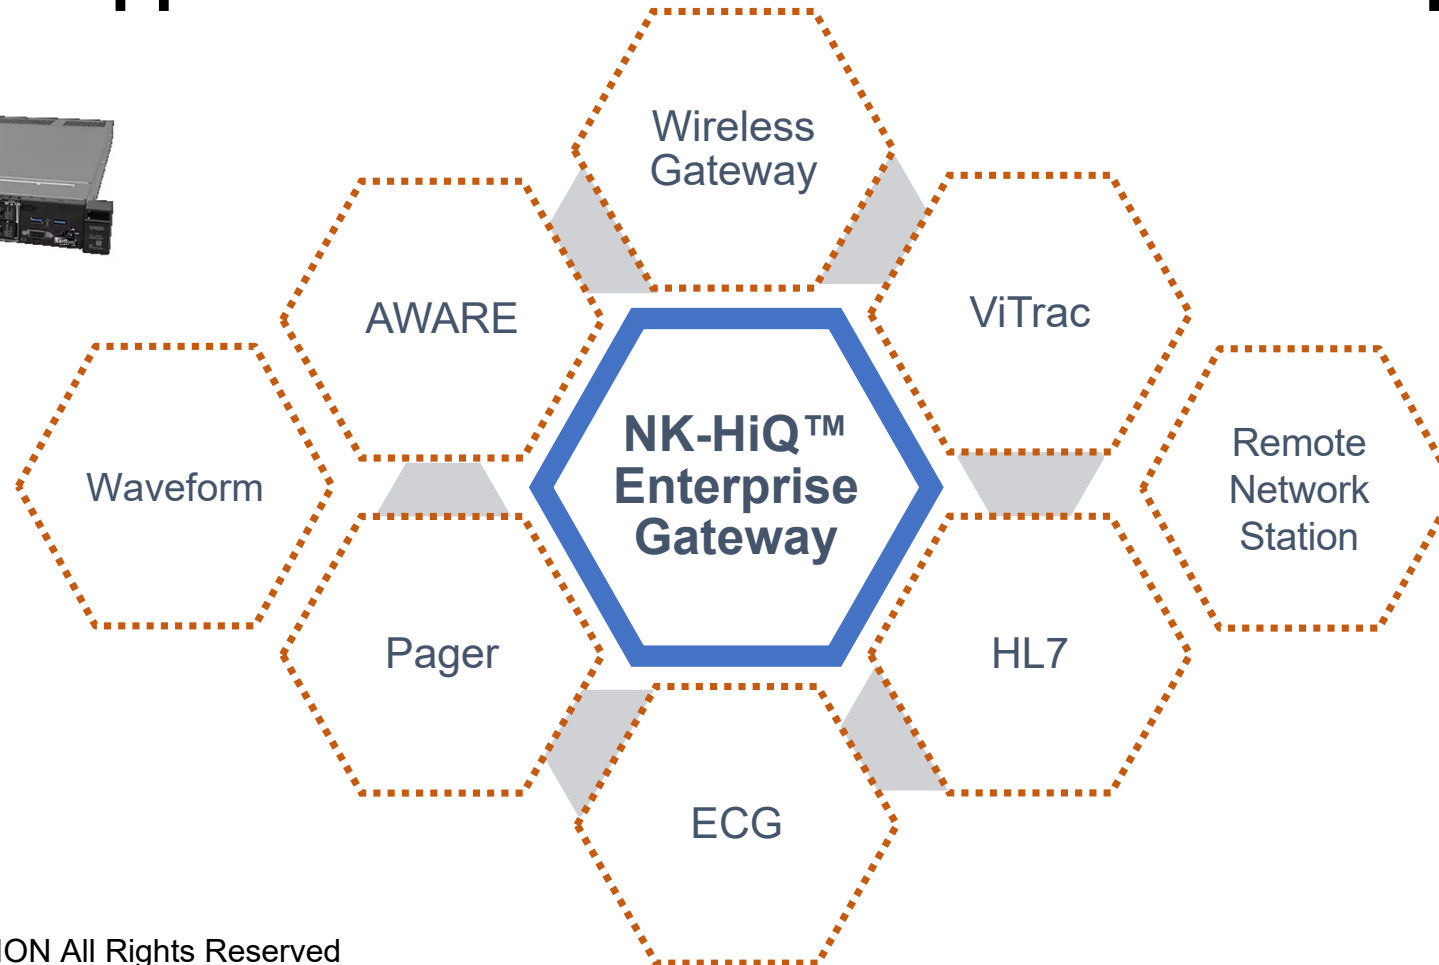 Wireless
Gateway
AWARE
ViTrac
NK-HiQ™
Enterprise
Gateway
Waveform
Remote
Network
Station
Pager
HL7
ECG
ION All Rights Reserved